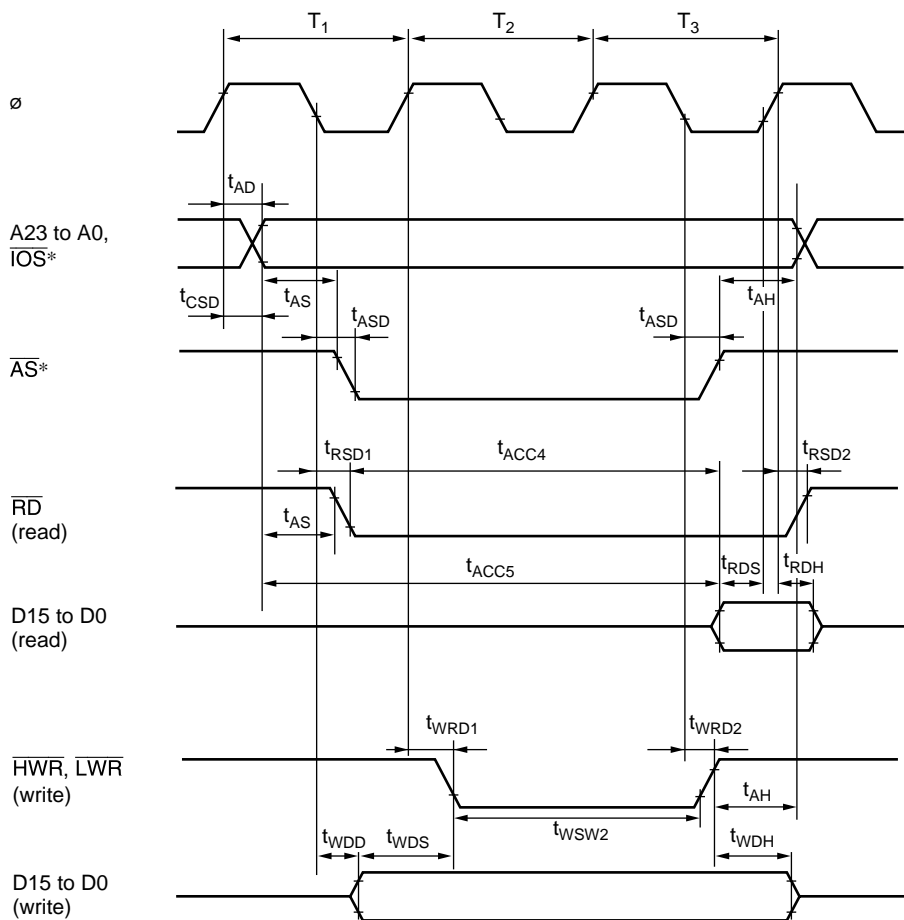 T1 T2 T3
ø
tAD
A23 to A0,
IOS*
tCSD tAS tAH
tASD tASD
AS*
tRSD1 tACC4 tRSD2
RD
(read)
tAS
tACC5 tRDS tRDH
D15 to D0
(read)
tWRD1 tWRD2
HWR, LWR
(write)
tAH
tWSW2
tWDD tWDS tWDH
D15 to D0
(write)